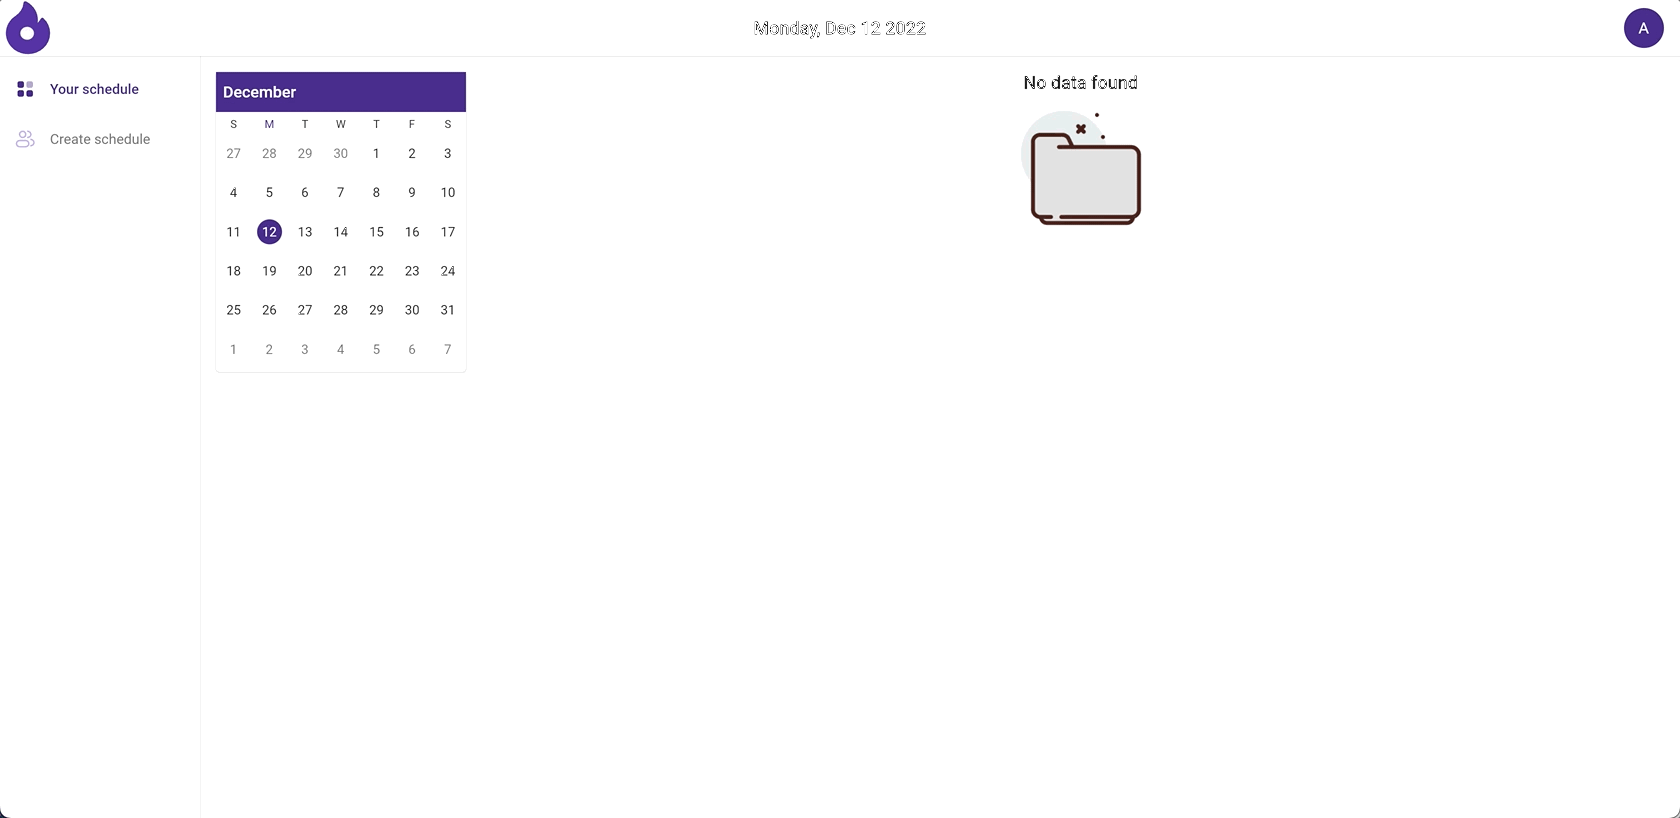 Monday, Dec 12 2022
A
Your schedule
Create schedule
December
S M T W T F S
27 28 29 30 1 2 3
4 5 6 7 8 9 10
11 12 13 14 15 16 17
18 19 20 21 22 23 24
25 26 27 28 29 30 31
1 2 3 4 5 6 7
No data found